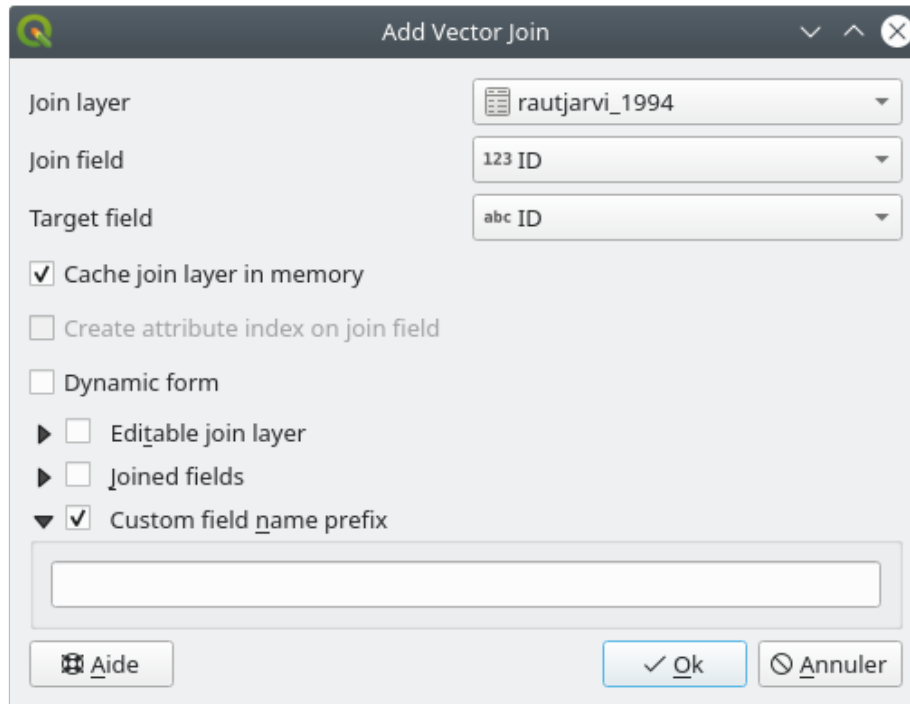 Add Vector Join
Join layer rautjarvi_1994
Join field 123 ID
Target field abc ID
Cache join layer in memory
Create attribute index on join field
Dynamic form
Editable join layer
Joined fields
Custom field name prefix
Aide Ok Annuler